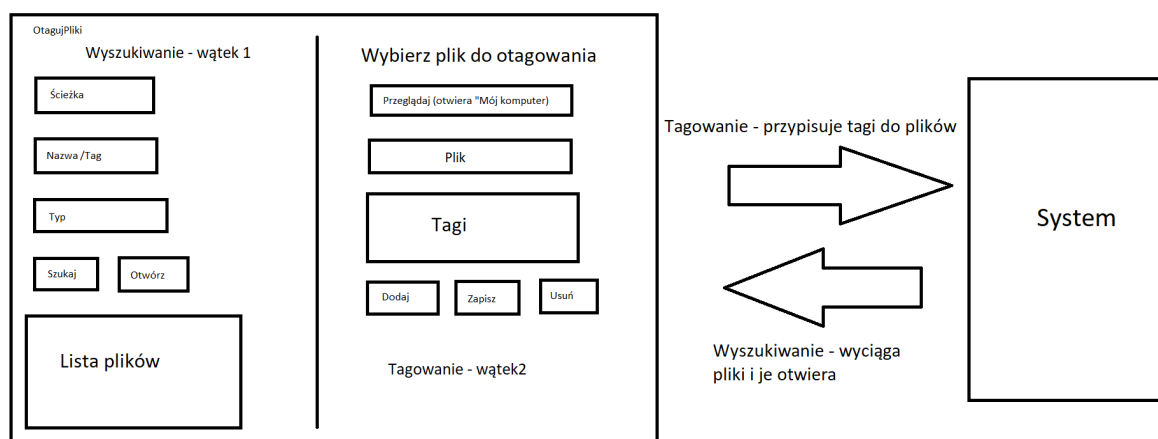 OtagujPliki
Wyszukiwanie - wątek 1
Ścieżka
Nazwa /Tag
Typ
Szukaj
Otwórz
Lista plików
Wybierz plik do otagowania
Przeglądaj (otwiera "Mój komputer)
Plik
Tagi
Dodaj
Zapisz
Usuń
Tagowanie - wątek2
Tagowanie - przypisuje tagi do plików
Wyszukiwanie - wyciąga
pliki i je otwiera
System